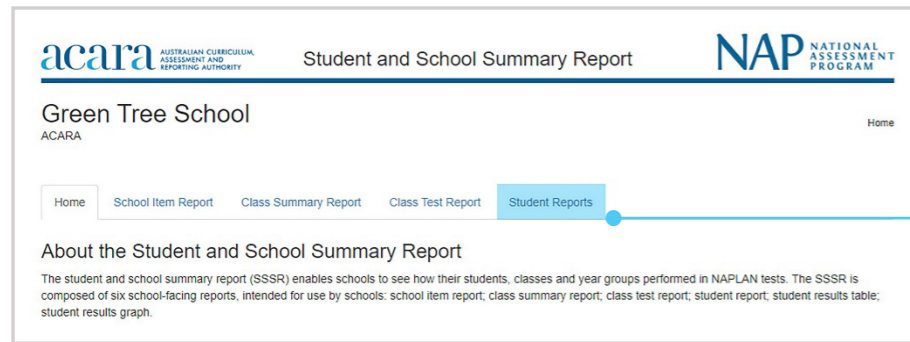 acara AUSTRALIAN CURRICULUM,
ASSESSMENT AND
REPORTING AUTHORITY
Student and School Summary Report
NAP NATIONAL
ASSESSMENT
PROGRAM
Green Tree School
ACARA
Home
Home School Item Report Class Summary Report Class Test Report Student Reports
About the Student and School Summary Report
The student and school summary report (SSSR) enables schools to see how their students, classes and year groups performed in NAPLAN tests. The SSSR is
composed of six school-facing reports, intended for use by schools: school item report; class summary report; class test report; student report; student results table;
student results graph.